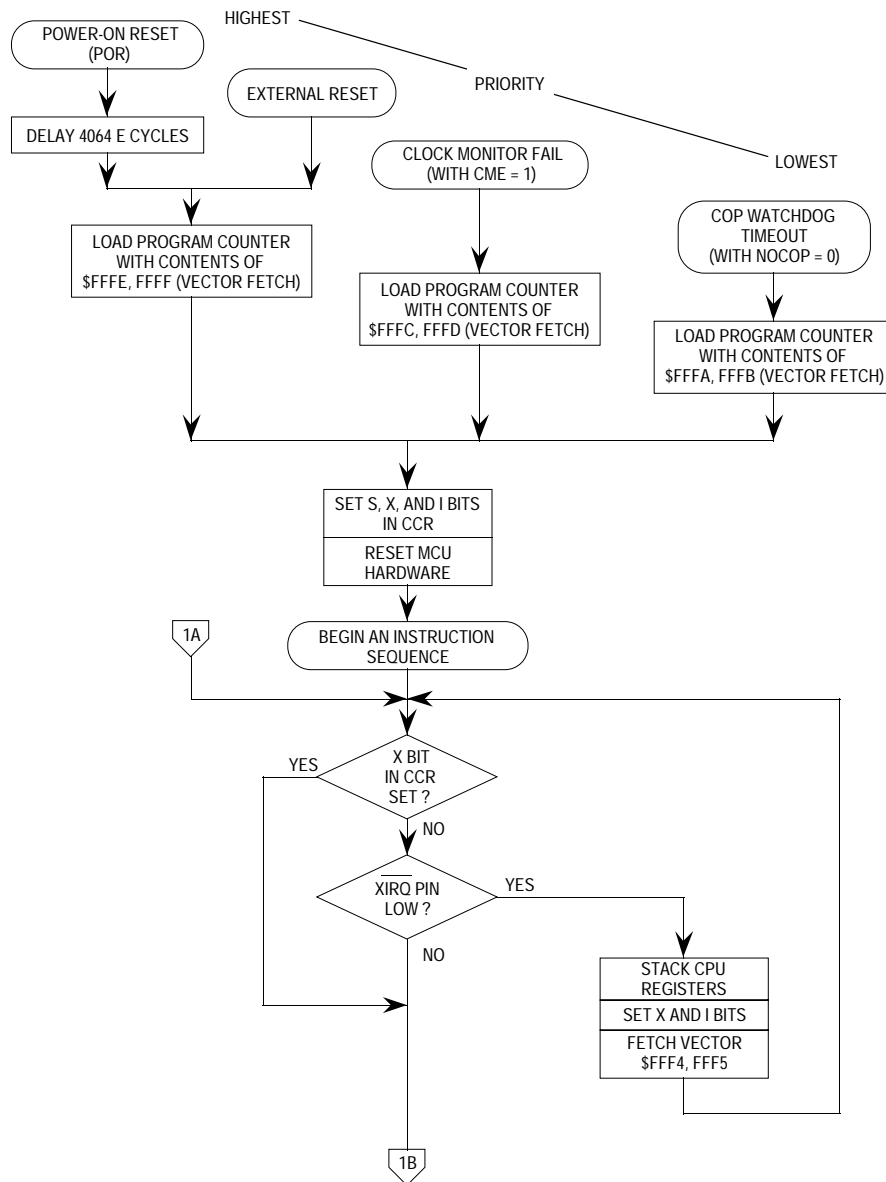 HIGHEST
PRIORITY
LOWEST
POWER-ON RESET
(POR)
EXTERNAL RESET
DELAY 4064 E CYCLES
CLOCK MONITOR FAIL
(WITH CME = 1)
COP WATCHDOG
TIMEOUT
(WITH NOCOP = 0)
LOAD PROGRAM COUNTER
WITH CONTENTS OF
$FFFE, FFFF (VECTOR FETCH)
LOAD PROGRAM COUNTER
WITH CONTENTS OF
$FFFC, FFFD (VECTOR FETCH)
LOAD PROGRAM COUNTER
WITH CONTENTS OF
$FFFA, FFFB (VECTOR FETCH)
SET S, X, AND I BITS
IN CCR
RESET MCU
HARDWARE
1A
BEGIN AN INSTRUCTION
SEQUENCE
YES
X BIT
IN CCR
SET ?
NO
XIRQ PIN
LOW ?
YES
NO
STACK CPU
REGISTERS
SET X AND I BITS
FETCH VECTOR
$FFF4, FFF5
1B